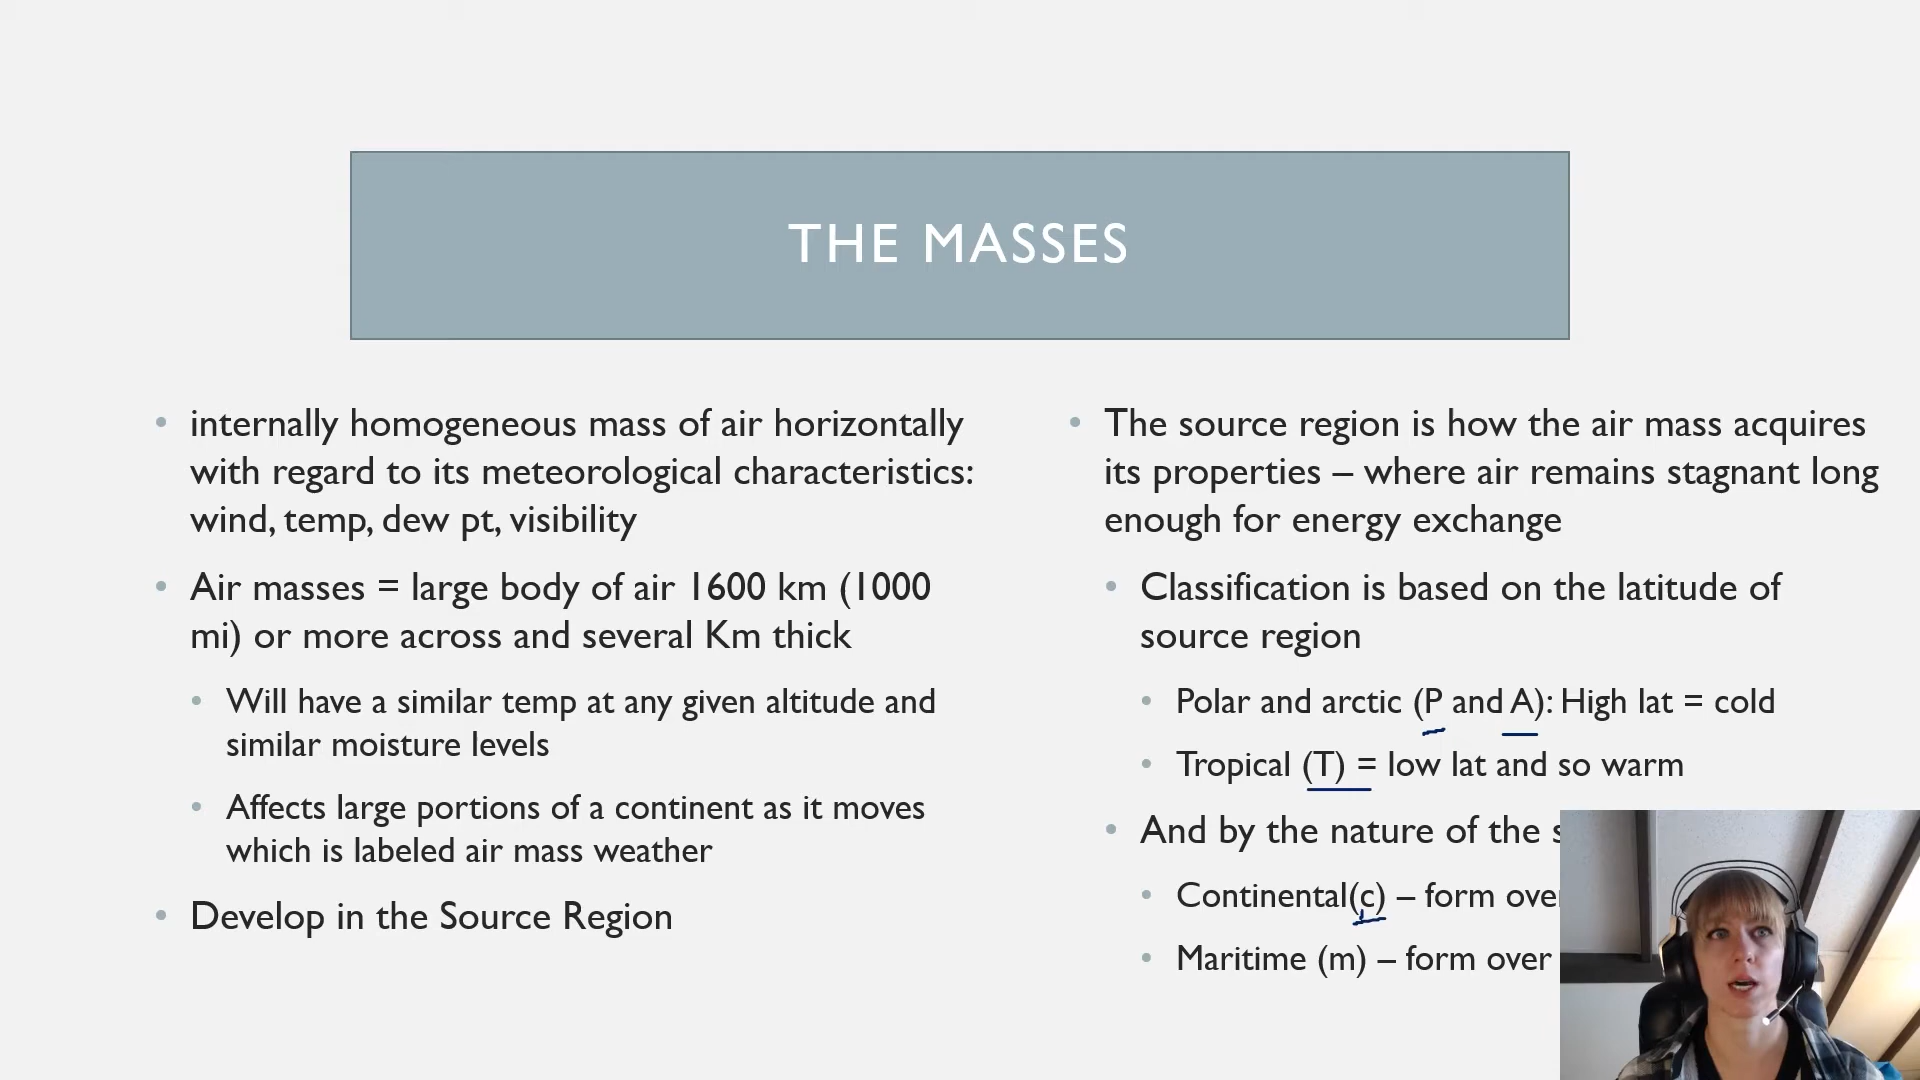 THE MASSES
• internally homogeneous mass of air horizontally
with regard to its meteorological characteristics:
wind, temp, dew pt, visibility
• Air masses = large body of air 1600 km (1000
mi) or more across and several Km thick
• Will have a similar temp at any given altitude and
similar moisture levels
• Affects large portions of a continent as it moves
which is labeled air mass weather
• Develop in the Source Region
• The source region is how the air mass acquires
its properties – where air remains stagnant long
enough for energy exchange
• Classification is based on the latitude of
source region
• Polar and arctic (P and A): High lat = cold
• Tropical (T) = low lat and so warm
• And by the nature of the
• Continental(c) – form over
• Maritime (m) – form over